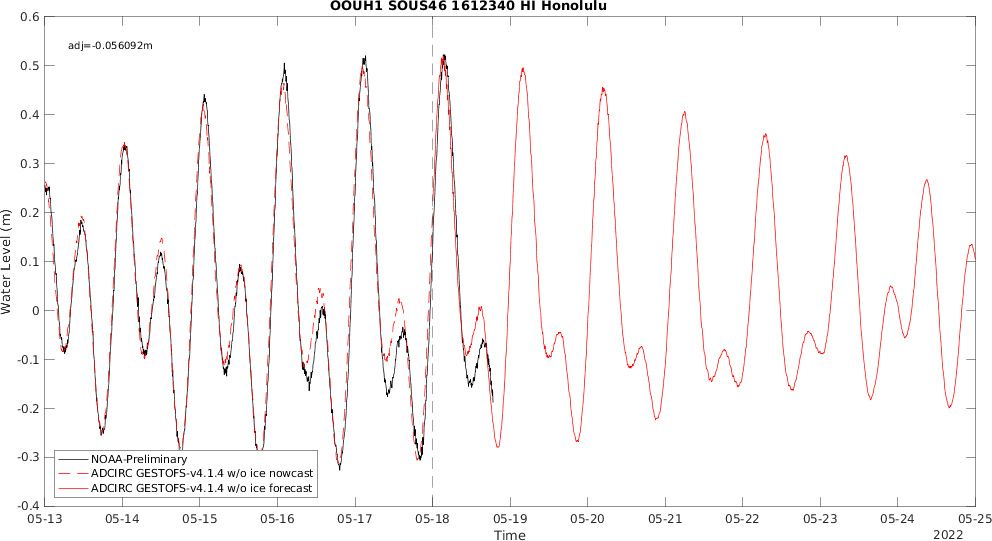 OOUH1 SOUS46 1612340 HI Honolulu
adj=-0.056092m
0.6
0.5
0.4
0.3
0.2
0.1
0
-0.1
-0.2
-0.3
-0.4
Water Level (m)
NOAA-Preliminary
ADCIRC GESTOFS-v4.1.4 w/o ice nowcast
ADCIRC GESTOFS-v4.1.4 w/o ice forecast
05-13 05-14 05-15 05-16 05-17 05-18 05-19 05-20 05-21 05-22 05-23 05-24 05-25
Time
2022